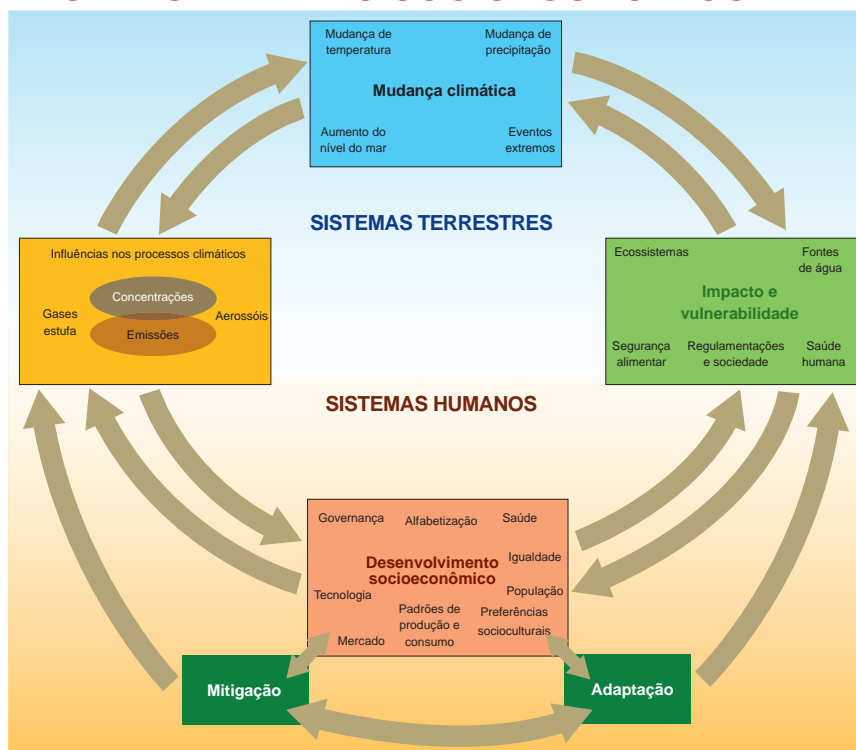 Mudança de
temperatura
Mudança de
precipitação
Mudança climática
Aumento do
nível do mar
Eventos
extremos
SISTEMAS TERRESTRES
Influências nos processos climáticos
Concentrações
Gases
estufa
Aerossóis
Emissões
Ecossistemas
Fontes
de água
Impacto e
vulnerabilidade
Segurança
alimentar
Regulamentações
e sociedade
Saúde
humana
SISTEMAS HUMANOS
Governança
Alfabetização
Saúde
Igualdade
Desenvolvimento
socioeconômico
Tecnologia
População
Padrões de
produção e
consumo
Preferências
socioculturais
Mercado
Mitigação
Adaptação